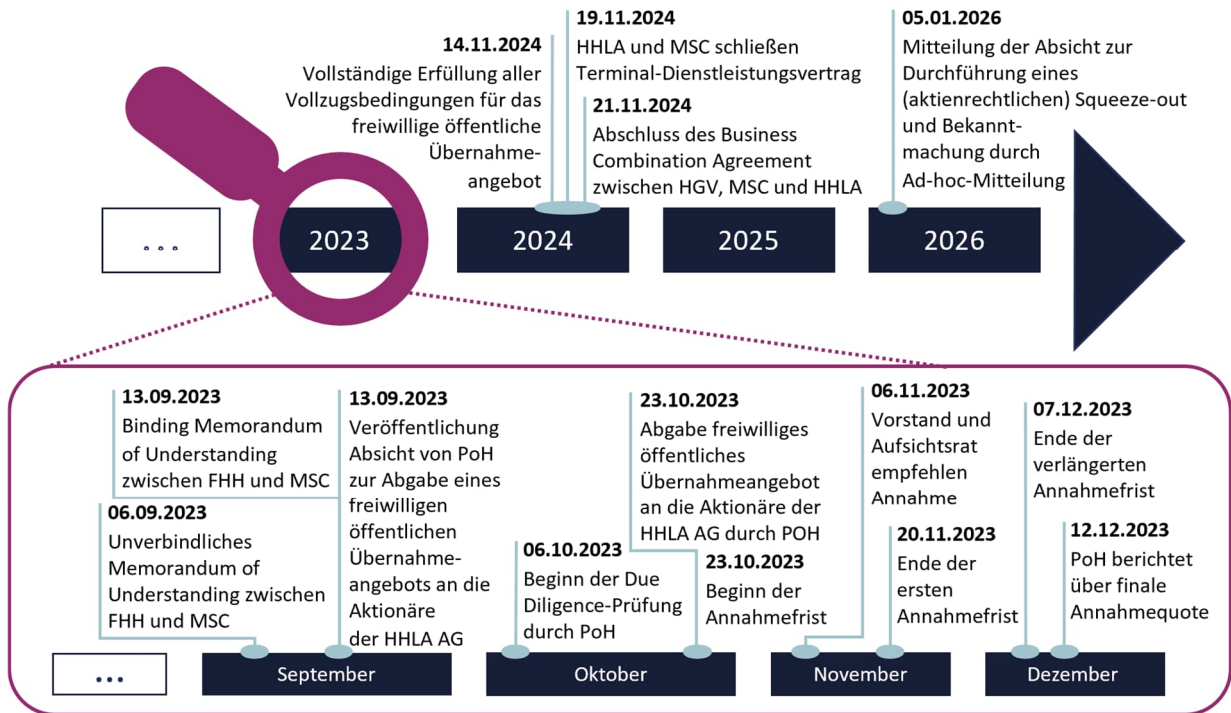 14.11.2024
Vollständige Erfüllung aller
Vollzugsbedingungen für das
freiwillige öffentliche
Übernahme-
angebot
19.11.2024
HHLA und MSC schließen
Terminal-Dienstleistungsvertrag
21.11.2024
Abschluss des Business
Combination Agreement
zwischen HGV, MSC und HHLA
05.01.2026
Mitteilung der Absicht zur
Durchführung eines
(aktienrechtlichen) Squeeze-out
und Bekannt-
machung durch
Ad-hoc-Mitteilung
...
2023
2024
2025
2026
13.09.2023
Binding Memorandum
of Understanding
zwischen FHH und MSC
06.09.2023
Unverbindliches
Memorandum of
Understanding zwischen
FHH und MSC
13.09.2023
Veröffentlichung
Absicht von PoH
zur Abgabe eines
freiwilligen
öffentlichen
Übernahme-
angebots an die
Aktionäre
der HHLA AG
06.10.2023
Beginn der Due
Diligence-Prüfung
durch PoH
23.10.2023
Abgabe freiwilliges
öffentliches
Übernahmeangebot
an die Aktionäre der
HHLA AG durch POH
23.10.2023
Beginn der
Annahmefrist
06.11.2023
Vorstand und
Aufsichtsrat
empfehlen
Annahme
20.11.2023
Ende der
ersten
Annahmefrist
07.12.2023
Ende der
verlängerten
Annahmefrist
12.12.2023
PoH berichtet
über finale
Annahmequote
...
September
Oktober
November
Dezember